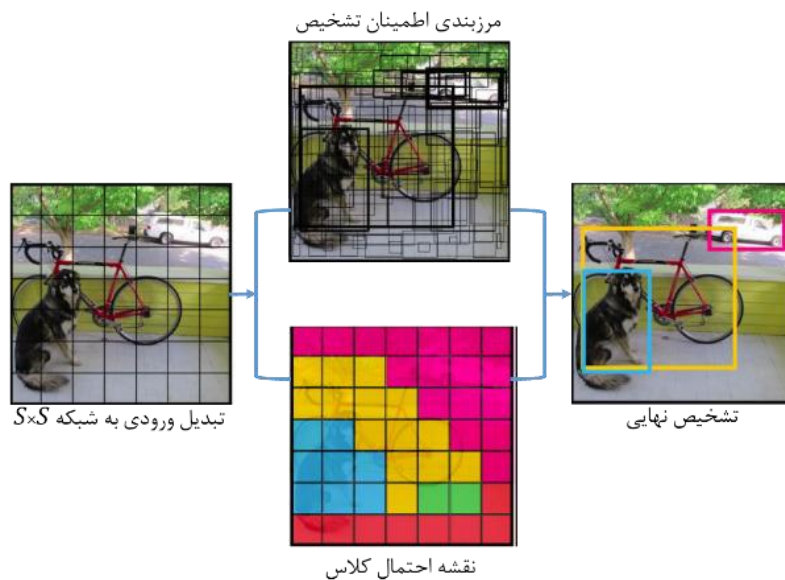 مرزبندی اطمینان تشخیص
تبدیل ورودی به شبکه S×S
تشخیص نهایی
نقشه احتمال کلاس